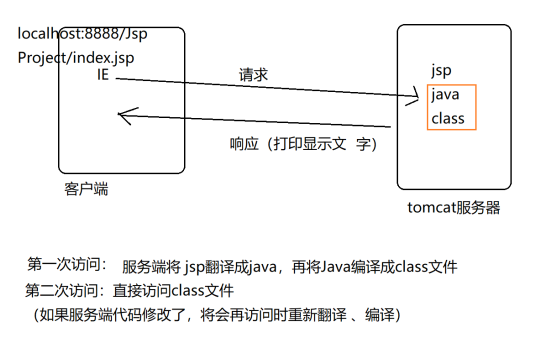 localhost:8888/Jsp
Project/index.jsp
IE
请求
jsp
java
class
响应（打印显示文 字）
客户端
tomcat服务器
第一次访问： 服务端将 jsp翻译成java，再将Java编译成class文件
第二次访问：直接访问class文件
（如果服务端代码修改了，将会再访问时重新翻译 、编译）